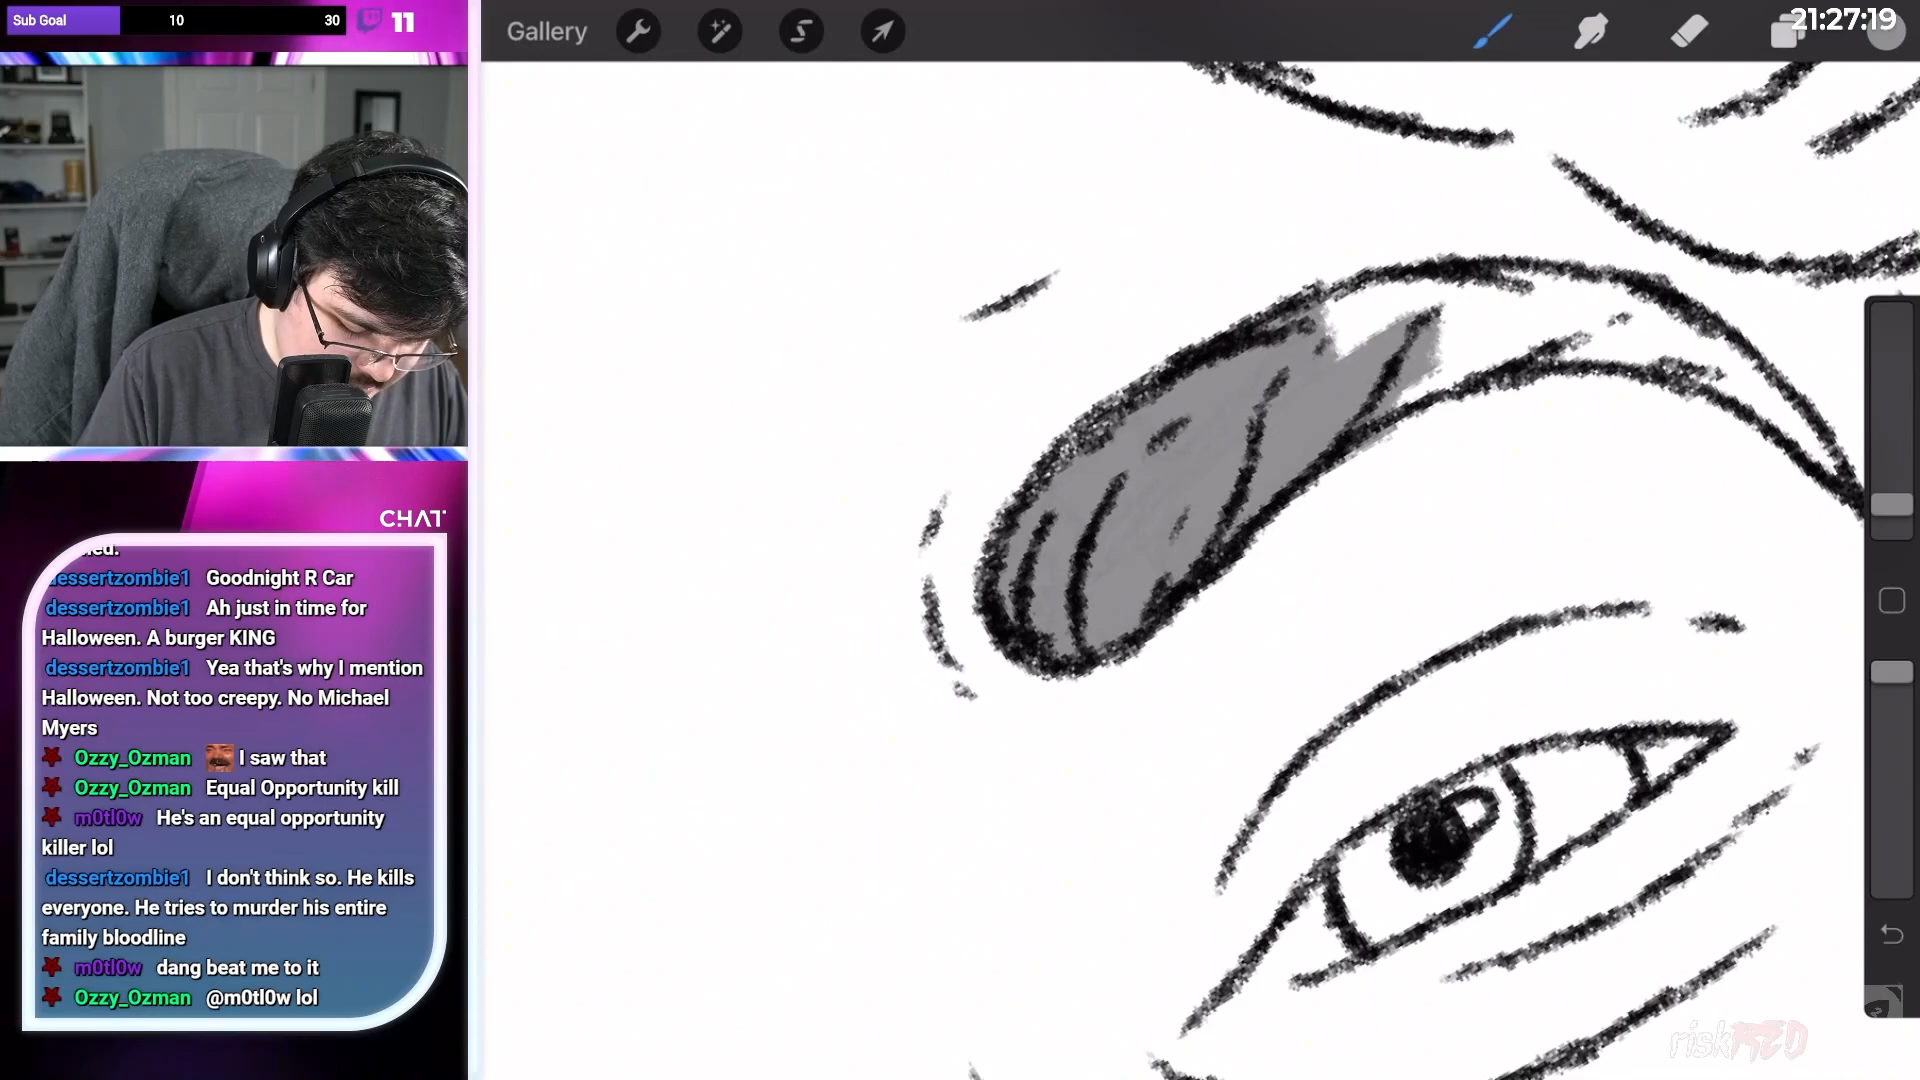 Sub Goal 10 30 11
Gallery
21:27:19
CHAT
dessertzombie1 Goodnight R Car
dessertzombie1 Ah just in time for
Halloween. A burger KING
dessertzombie1 Yea that's why I mention
Halloween. Not too creepy. No Michael
Myers
Ozzy_Ozman I saw that
Ozzy_Ozman Equal Opportunity kill
m0tl0w He's an equal opportunity
killer lol
dessertzombie1 I don't think so. He kills
everyone. He tries to murder his entire
family bloodline
m0tl0w dang beat me to it
Ozzy_Ozman @m0tl0w lol
riskRED